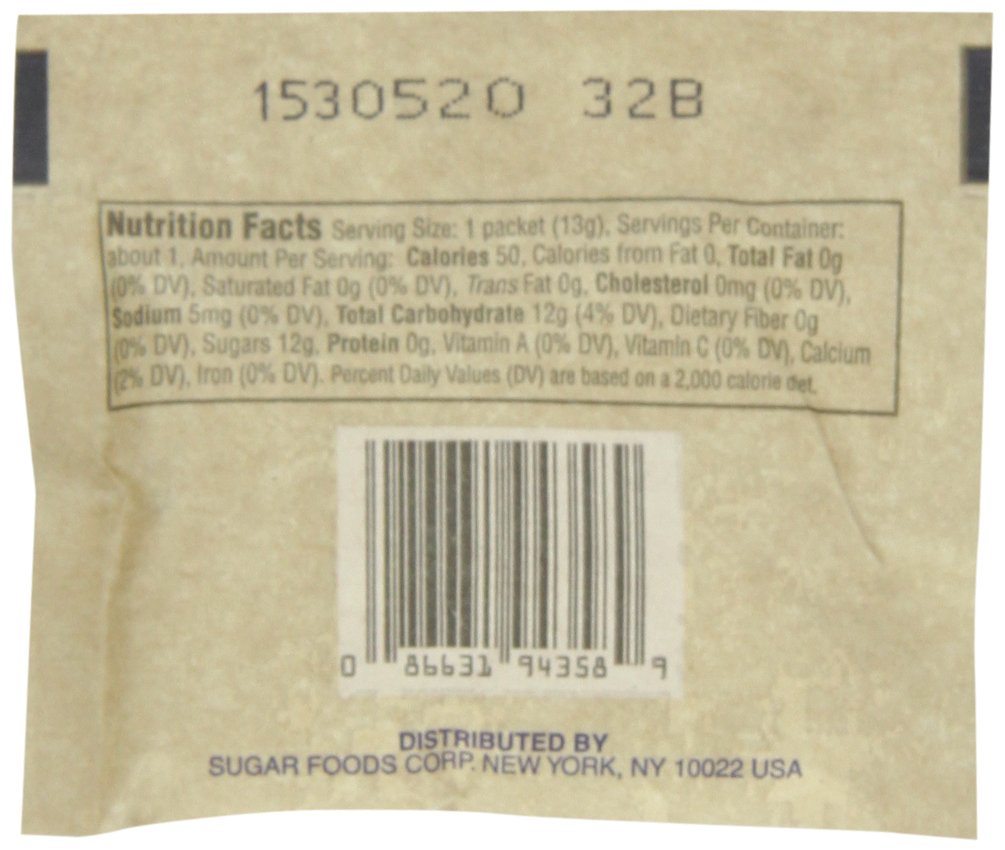 1530520 32B
Nutrition Facts Serving Size: 1 packet (13g), Servings Per Container:
about 1, Amount Per Serving: Calories 50, Calories from Fat 0, Total Fat 0g
(0% DV), Saturated Fat 0g (0% DV), Trans Fat 0g, Cholesterol 0mg (0% DV),
Sodium 5mg (0% DV), Total Carbohydrate 12g (4% DV), Dietary Fiber 0g
(0% DV), Sugars 12g, Protein 0g, Vitamin A (0% DV), Vitamin C (0% DV), Calcium
(2% DV), Iron (0% DV). Percent Daily Values (DV) are based on a 2,000 calorie diet.
0 86631 94358 9
DISTRIBUTED BY
SUGAR FOODS CORP. NEW YORK, NY 10022 USA